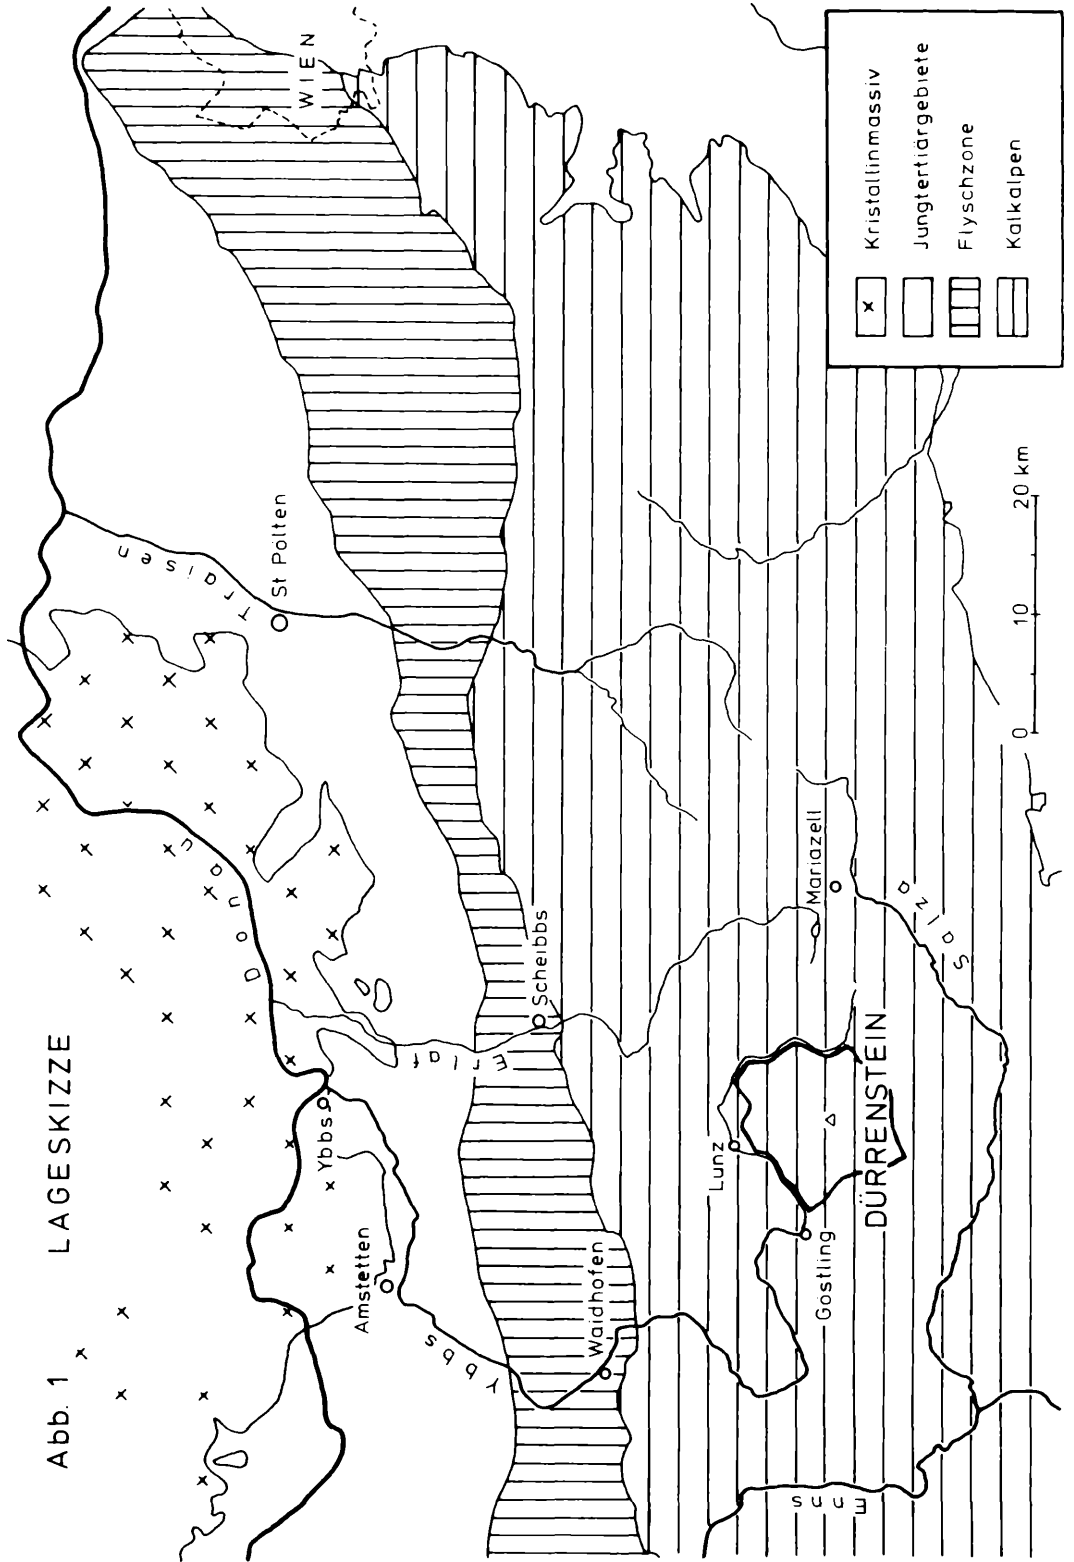 Abb. 1 LAGESKIZZE
WIEN
Donau
Traisen
St Pölten
Ybbs
Amstetten
Ybbs
Erlaf
Scheibbs
Waidhofen
Lunz
Göstling
DÜRRENSTEIN
Mariazell
Salza
Enns
0 10 20 km
Kristallinmassiv
Jungtertiärgebiete
Flyschzone
Kalkalpen